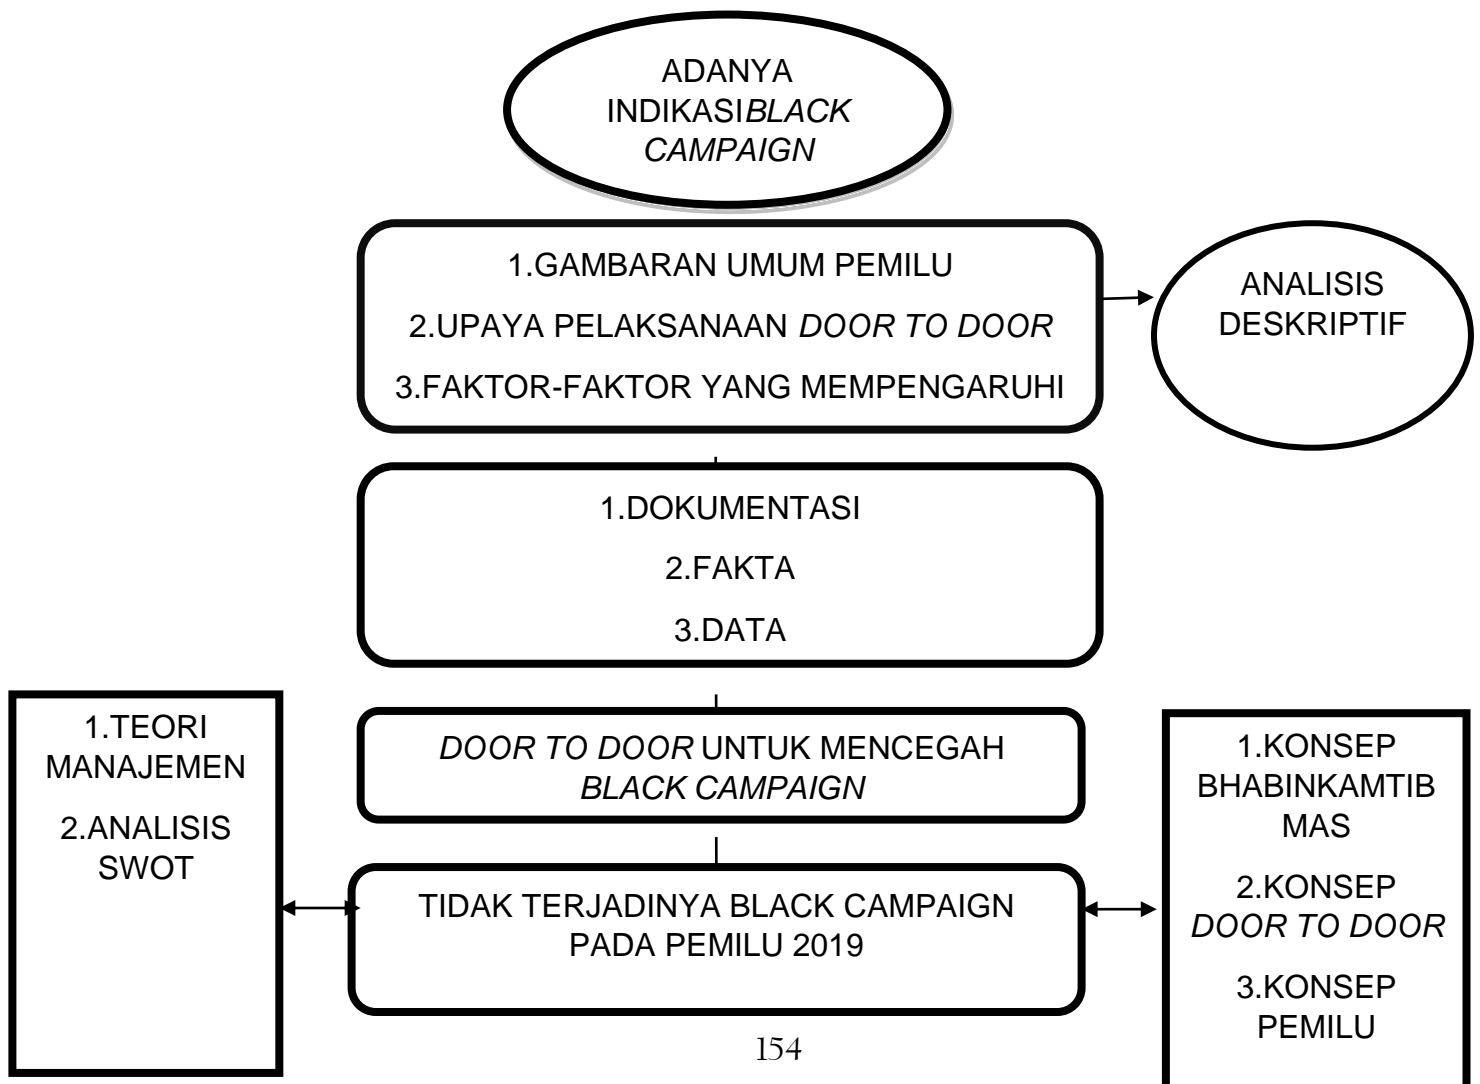 ADANYA
INDIKASIBLACK
CAMPAIGN
1.GAMBARAN UMUM PEMILU
2.UPAYA PELAKSANAAN DOOR TO DOOR
3.FAKTOR-FAKTOR YANG MEMPENGARUHI
ANALISIS
DESKRIPTIF
1.DOKUMENTASI
2.FAKTA
3.DATA
1.TEORI
MANAJEMEN
2.ANALISIS
SWOT
DOOR TO DOOR UNTUK MENCEGAH
BLACK CAMPAIGN
TIDAK TERJADINYA BLACK CAMPAIGN
PADA PEMILU 2019
1.KONSEP
BHABINKAMTIB
MAS
2.KONSEP
DOOR TO DOOR
3.KONSEP
PEMILU
154